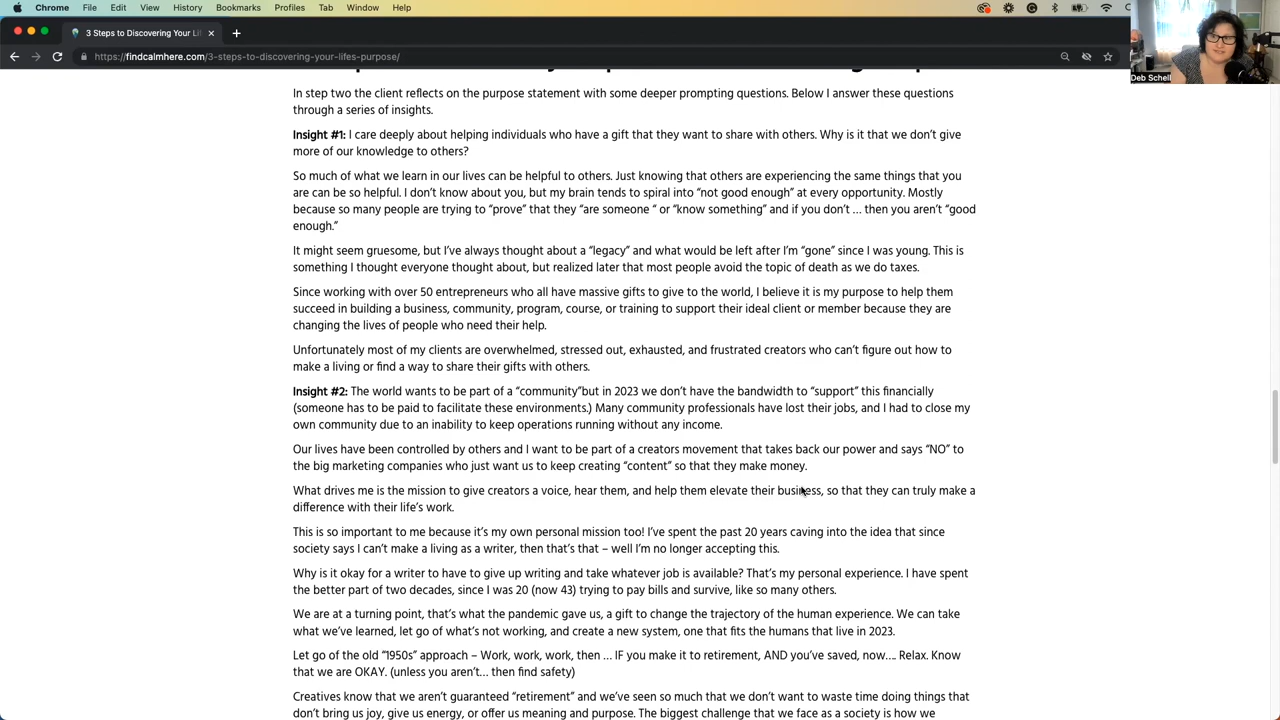 Chrome File Edit View History Bookmarks Profiles Tab Window Help
3 Steps to Discovering Your Li
https://findcalmhere.com/3-steps-to-discovering-your-lifes-purpose/
Deb Schell
In step two the client reflects on the purpose statement with some deeper prompting questions. Below I answer these questions
through a series of insights.
Insight #1: I care deeply about helping individuals who have a gift that they want to share with others. Why is it that we don’t give
more of our knowledge to others?
So much of what we learn in our lives can be helpful to others. Just knowing that others are experiencing the same things that you
are can be so helpful. I don’t know about you, but my brain tends to spiral into “not good enough” at every opportunity. Mostly
because so many people are trying to “prove” that they “are someone “ or “know something” and if you don’t … then you aren’t “good
enough.”
It might seem gruesome, but I’ve always thought about a “legacy” and what would be left after I’m “gone” since I was young. This is
something I thought everyone thought about, but realized later that most people avoid the topic of death as we do taxes.
Since working with over 50 entrepreneurs who all have massive gifts to give to the world, I believe it is my purpose to help them
succeed in building a business, community, program, course, or training to support their ideal client or member because they are
changing the lives of people who need their help.
Unfortunately most of my clients are overwhelmed, stressed out, exhausted, and frustrated creators who can’t figure out how to
make a living or find a way to share their gifts with others.
Insight #2: The world wants to be part of a “community”but in 2023 we don’t have the bandwidth to “support” this financially
(someone has to be paid to facilitate these environments.) Many community professionals have lost their jobs, and I had to close my
own community due to an inability to keep operations running without any income.
Our lives have been controlled by others and I want to be part of a creators movement that takes back our power and says “NO” to
the big marketing companies who just want us to keep creating “content” so that they make money.
What drives me is the mission to give creators a voice, hear them, and help them elevate their business, so that they can truly make a
difference with their life’s work.
This is so important to me because it’s my own personal mission too! I’ve spent the past 20 years caving into the idea that since
society says I can’t make a living as a writer, then that’s that – well I’m no longer accepting this.
Why is it okay for a writer to have to give up writing and take whatever job is available? That’s my personal experience. I have spent
the better part of two decades, since I was 20 (now 43) trying to pay bills and survive, like so many others.
We are at a turning point, that’s what the pandemic gave us, a gift to change the trajectory of the human experience. We can take
what we’ve learned, let go of what’s not working, and create a new system, one that fits the humans that live in 2023.
Let go of the old “1950s” approach – Work, work, work, then … IF you make it to retirement, AND you’ve saved, now…. Relax. Know
that we are OKAY. (unless you aren’t… then find safety)
Creatives know that we aren’t guaranteed “retirement” and we’ve seen so much that we don’t want to waste time doing things that
don’t bring us joy, give us energy, or offer us meaning and purpose. The biggest challenge that we face as a society is how we